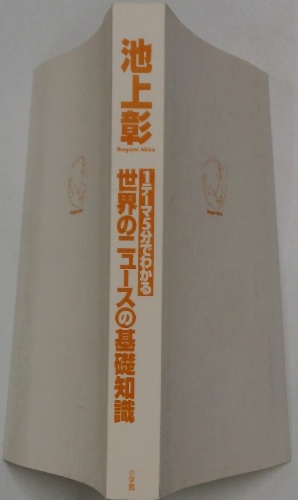 池上彰
Ikegami Akira
1テーマ5分でわかる
世界のニュースの基礎知識
小学館